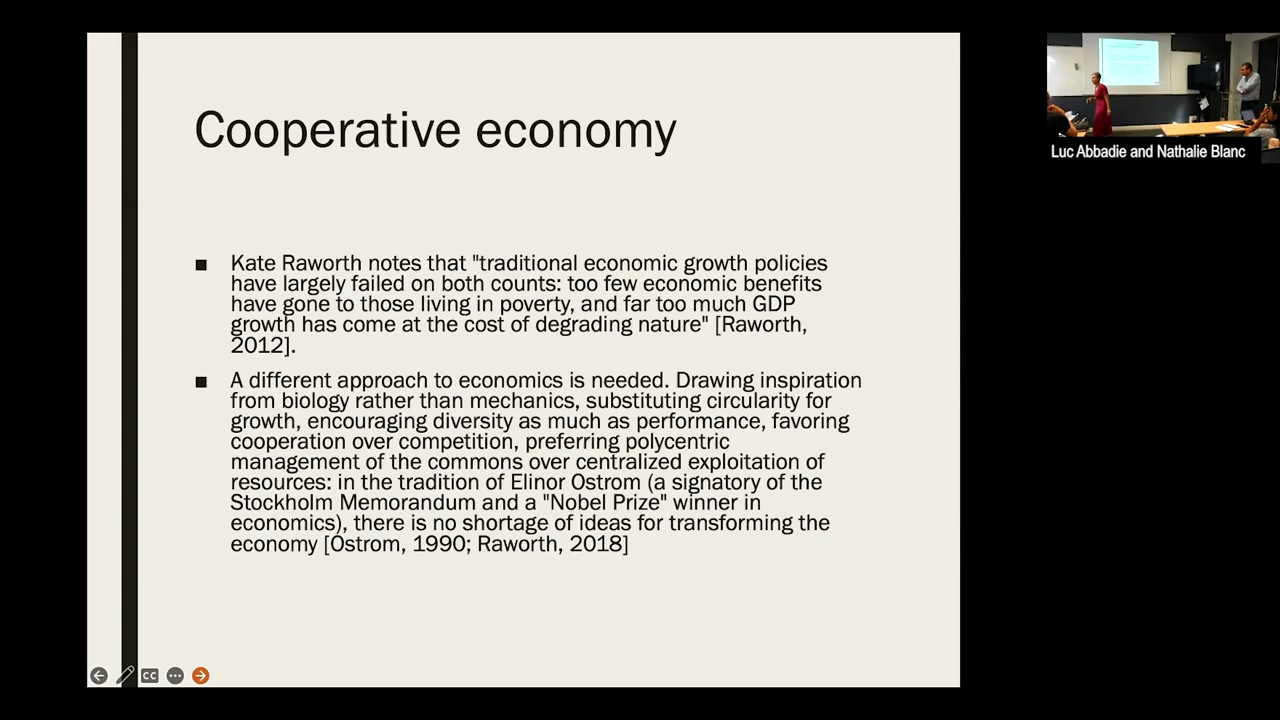 Cooperative economy
■ Kate Raworth notes that "traditional economic growth policies
have largely failed on both counts: too few economic benefits
have gone to those living in poverty, and far too much GDP
growth has come at the cost of degrading nature" [Raworth,
2012].
■ A different approach to economics is needed. Drawing inspiration
from biology rather than mechanics, substituting circularity for
growth, encouraging diversity as much as performance, favoring
cooperation over competition, preferring polycentric
management of the commons over centralized exploitation of
resources: in the tradition of Elinor Ostrom (a signatory of the
Stockholm Memorandum and a "Nobel Prize" winner in
economics), there is no shortage of ideas for transforming the
economy [Ostrom, 1990; Raworth, 2018]
CC
Luc Abbadie and Nathalie Blanc